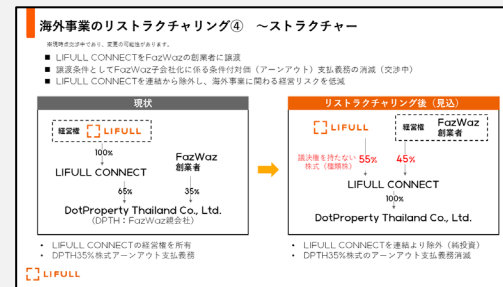 海外事業のリストラクチャリング④ ～ストラクチャー
※現時点交渉中であり、変更の可能性があります。
■ LIFULL CONNECTをFazWazの創業者に譲渡
■ 譲渡条件としてFazWaz子会社化に係る条件付対価（アーンアウト）支払義務の消滅（交渉中）
■ LIFULL CONNECTを連結から除外し、海外事業に関わる経営リスクを低減
現状
経営権 LIFULL
100%
FazWaz
創業者
LIFULL CONNECT
65%
35%
DotProperty Thailand Co., Ltd.
（DPTH：FazWaz親会社）
• LIFULL CONNECTの経営権を所有
• DPTH35%株式アーンアウト支払義務
リストラクチャリング後（見込）
LIFULL
経営権 FazWaz
創業者
議決権を持たない
株式（種類株）
55%
45%
LIFULL CONNECT
100%
DotProperty Thailand Co., Ltd.
• LIFULL CONNECTを連結より除外（純投資）
• DPTH35%株式のアーンアウト支払義務消滅
LIFULL